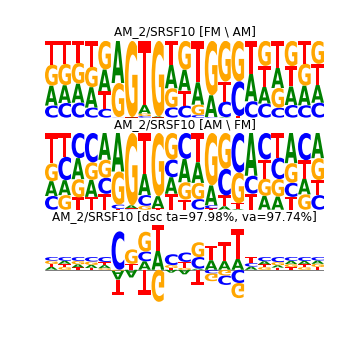 AM_2/SRSF10 [FM \ AM]
AM_2/SRSF10 [AM \ FM]
AM_2/SRSF10 [dsc ta=97.98%, va=97.74%]